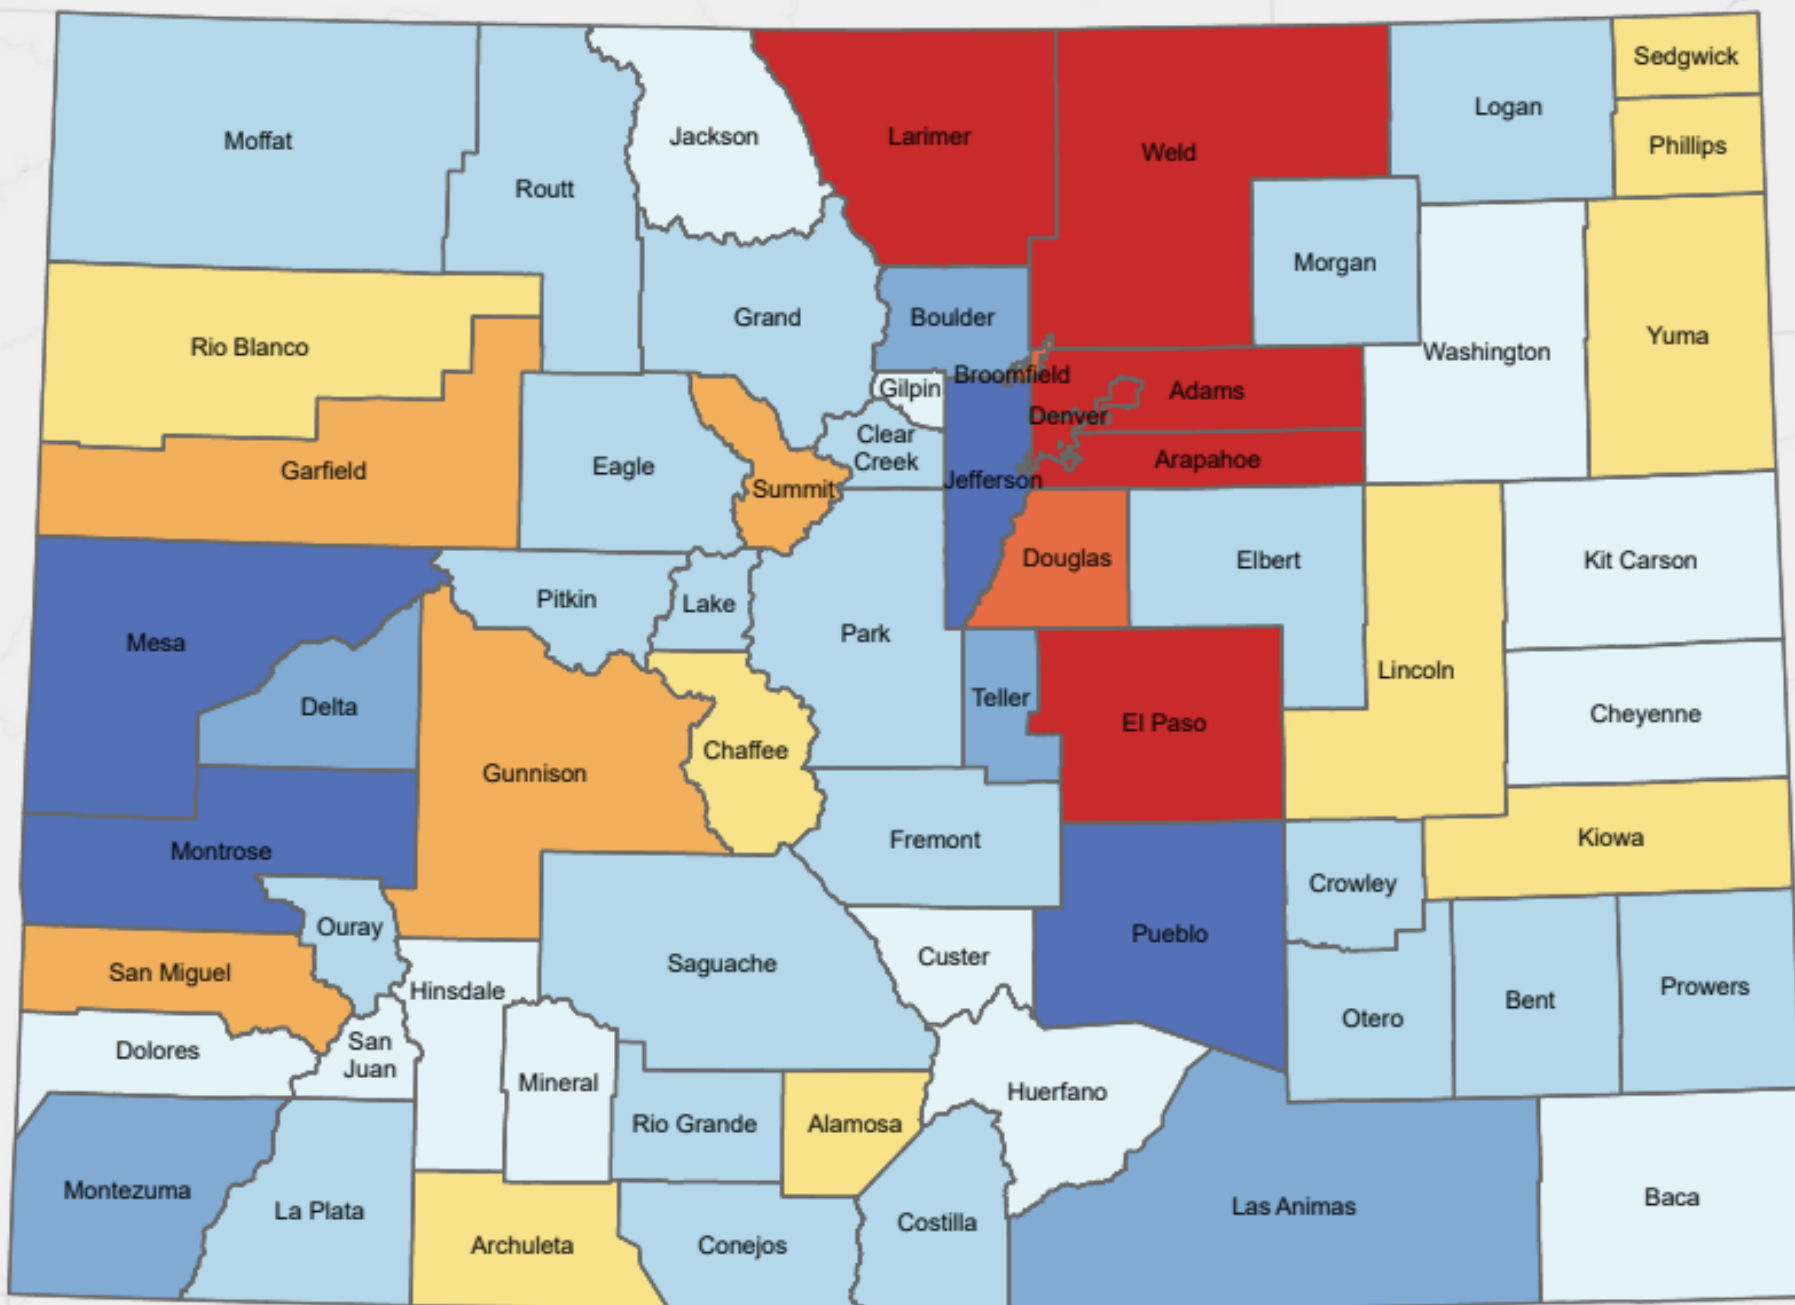 Sedgwick
Logan
Moffat
Jackson
Larimer
Weld
Phillips
Routt
Morgan
Grand
Boulder
Rio Blanco
Washington
Yuma
Broomfield
Gilpin
Adams
Denver
Clear
Creek
Garfield
Eagle
Arapahoe
Jefferson
Summit
Douglas
Elbert
Kit Carson
Pitkin
Lake
Park
Mesa
Lincoln
Teller
Delta
Cheyenne
El Paso
Chaffee
Gunnison
Fremont
Kiowa
Montrose
Crowley
Ouray
Pueblo
Custer
Saguache
San Miguel
Hinsdale
Prowers
Bent
Otero
San
Juan
Dolores
Mineral
Huerfano
Rio Grande
Alamosa
Montezuma
La Plata
Costilla
Las Animas
Baca
Archuleta
Conejos